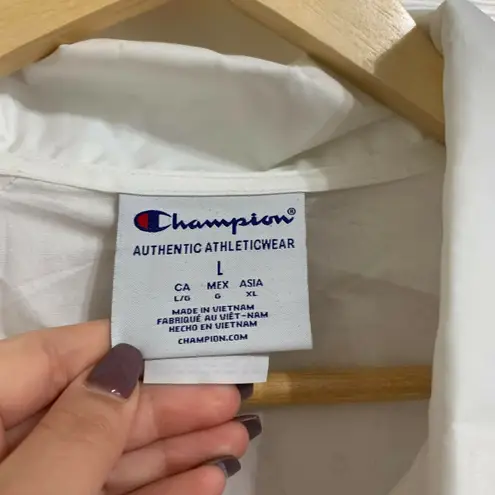 Champion®
AUTHENTIC ATHLETICWEAR
L
CA MEX ASIA
L/G G XL
MADE IN VIETNAM
FABRIQUÉ AU VIÊT-NAM
HECHO EN VIETNAM
CHAMPION.COM